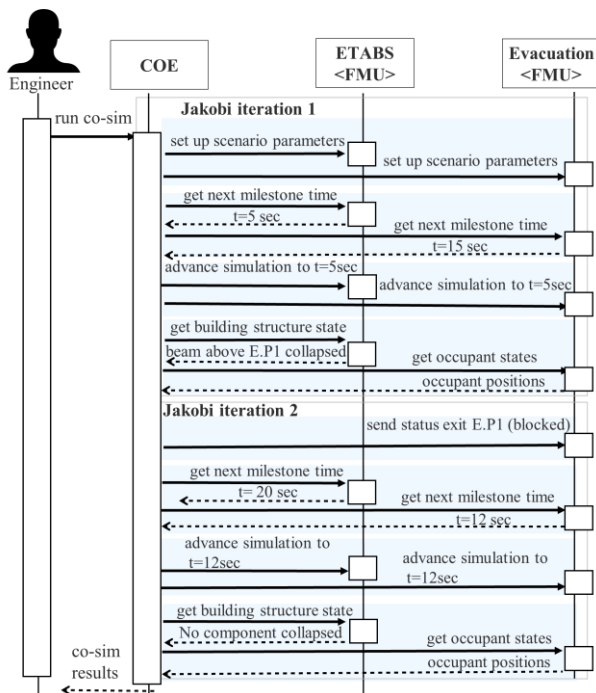 Engineer
COE
ETABS
<FMU>
Evacuation
<FMU>
Jakobi iteration 1
run co-sim
set up scenario parameters
set up scenario parameters
get next milestone time
t=5 sec
get next milestone time
t=15 sec
advance simulation to t=5sec
advance simulation to t=5sec
get building structure state
beam above E.P1 collapsed
get occupant states
occupant positions
Jakobi iteration 2
send status exit E.P1 (blocked)
get next milestone time
t= 20 sec
get next milestone time
t=12 sec
advance simulation to
t=12sec
advance simulation to
t=12sec
get building structure state
No component collapsed
get occupant states
occupant positions
co-sim
results